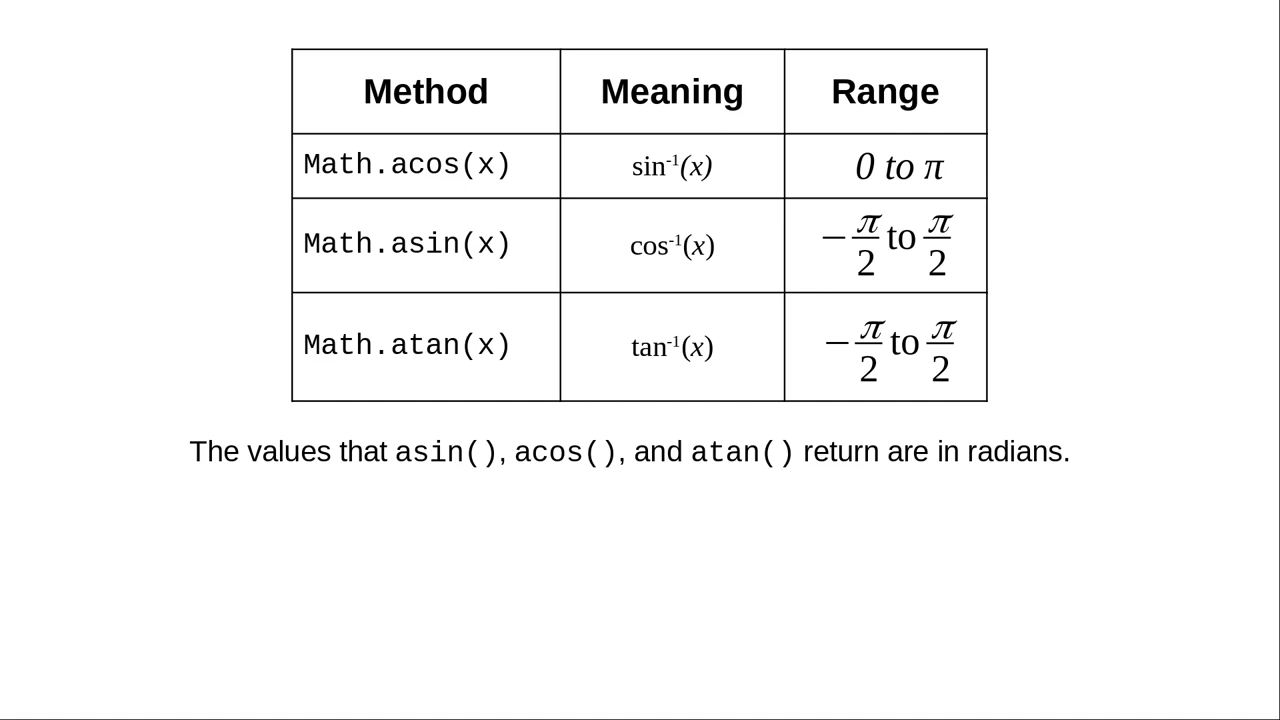 Method Meaning Range
Math.acos(x) sin⁻¹(x) 0 to π
Math.asin(x) cos⁻¹(x) −π/2 to π/2
Math.atan(x) tan⁻¹(x) −π/2 to π/2
The values that asin(), acos(), and atan() return are in radians.